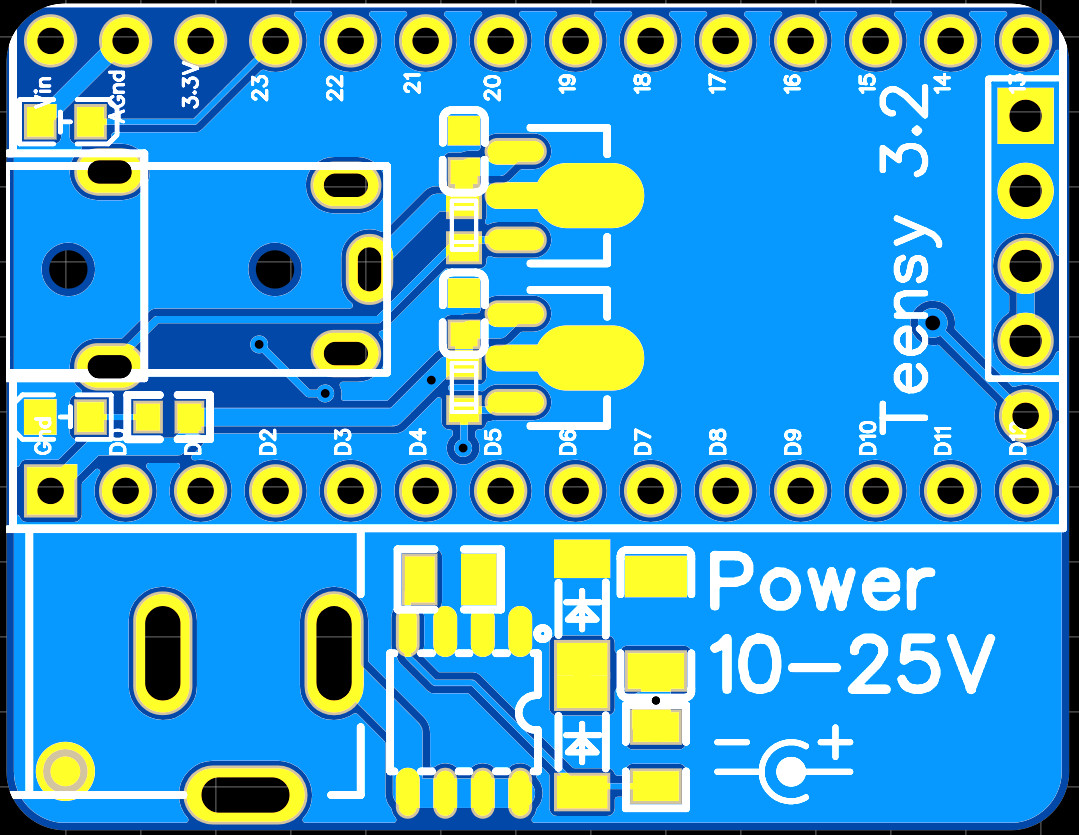 Vin AGnd 3.3V 23 22 21 20 19 18 17 16 15 14 13
Teensy 3.2
Gnd D0 D1 D2 D3 D4 D5 D6 D7 D8 D9 D10 D11 D12
Power
10-25V